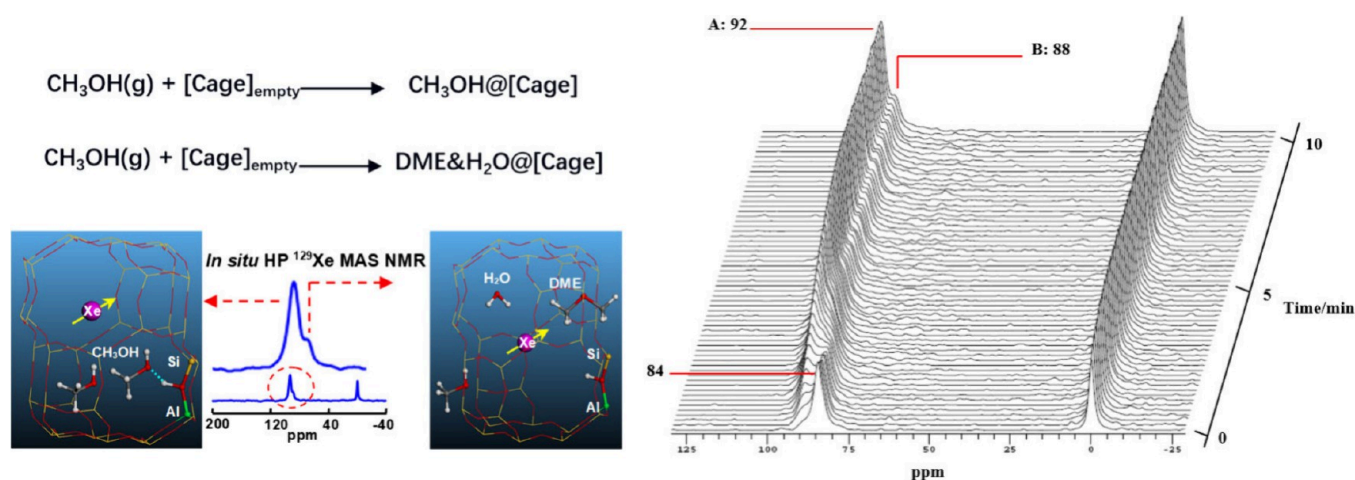 CH₃OH(g) + [Cage]empty → CH₃OH@[Cage]
CH₃OH(g) + [Cage]empty → DME&H₂O@[Cage]
In situ HP ¹²⁹Xe MAS NMR
Xe
CH₃OH
Si
Al
200 120 40 -40
ppm
H₂O
DME
Xe
Si
Al
A: 92
B: 88
84
10
5
0
Time/min
125 100 75 50 25 0 -25
ppm